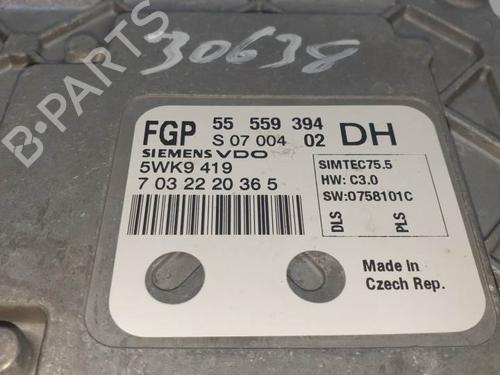 30638
B-PARTS
FGP 55 559 394 DH
S 07 004 02
SIEMENS VDO
5WK9 419
7 03 22 20 36 5
SIMTEC75.5
HW: C3.0
SW:0758101C
DLS
PLS
Made in
Czech Rep.